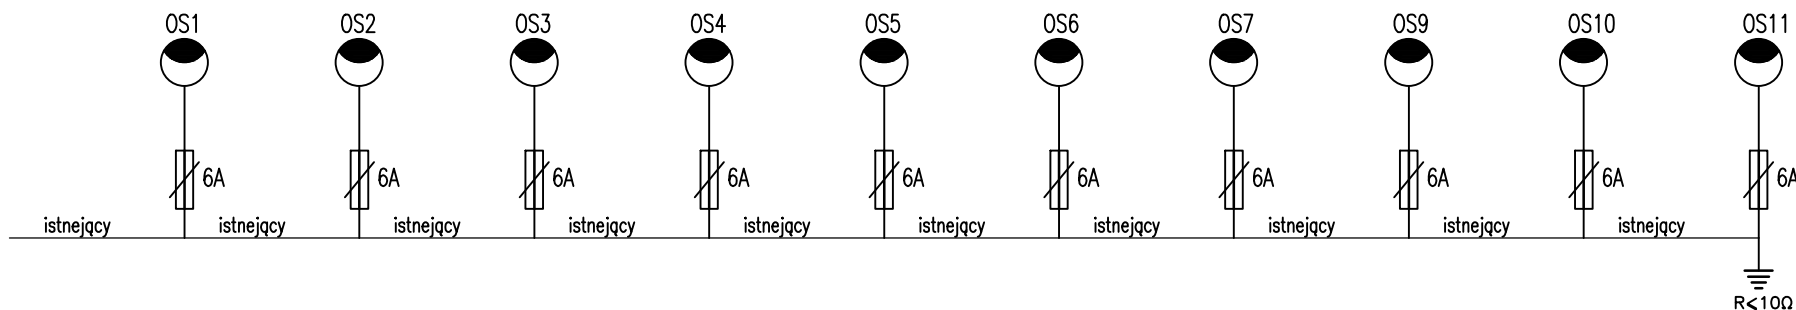 OS1 OS2 OS3 OS4 OS5 OS6 OS7 OS9 OS10 OS11
6A 6A 6A 6A 6A 6A 6A 6A 6A 6A
istnejący istnejący istnejący istnejący istnejący istnejący istnejący istnejący istnejący istnejący
R<10Ω